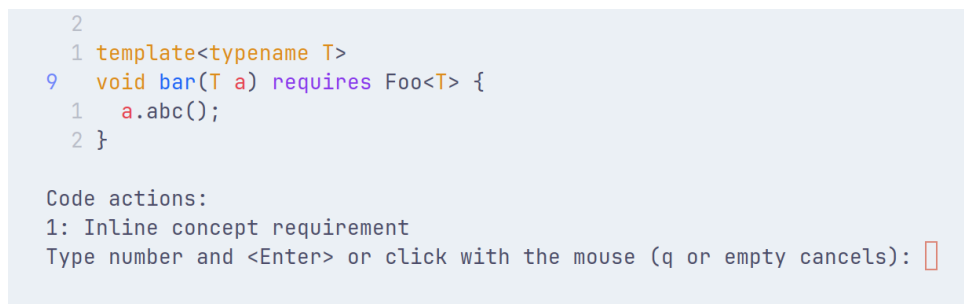 2
1 template<typename T>
9 void bar(T a) requires Foo<T> {
1 a.abc();
2 }
Code actions:
1: Inline concept requirement
Type number and <Enter> or click with the mouse (q or empty cancels):